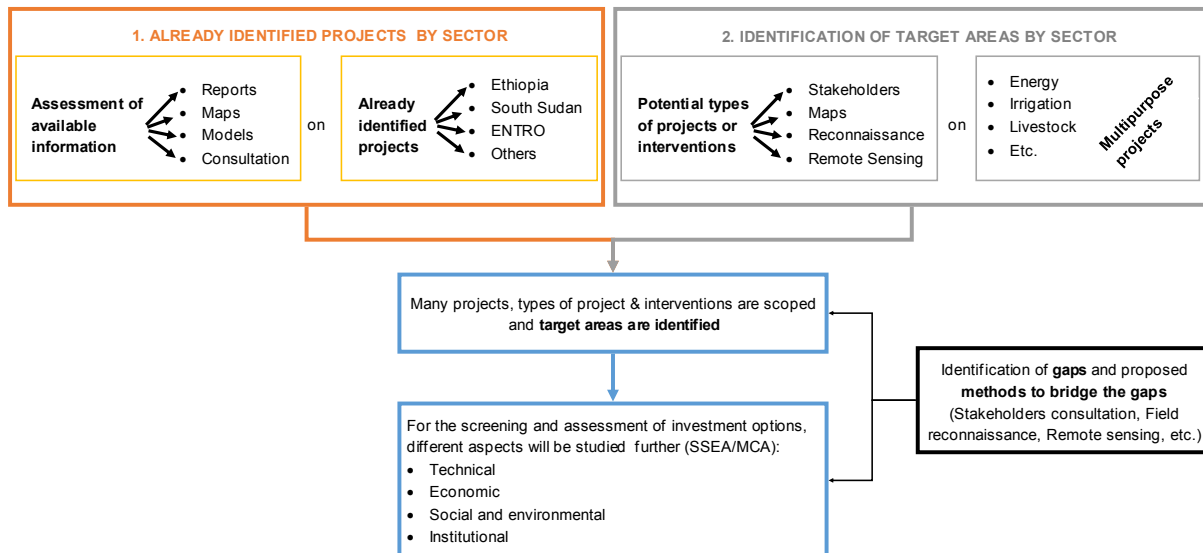 1. ALREADY IDENTIFIED PROJECTS BY SECTOR
Assessment of
available
information
• Reports
• Maps
• Models
• Consultation
on
Already
identified
projects
• Ethiopia
• South Sudan
• ENTRO
• Others
2. IDENTIFICATION OF TARGET AREAS BY SECTOR
Potential types
of projects or
interventions
• Stakeholders
• Maps
• Reconnaissance
• Remote Sensing
on
• Energy
• Irrigation
• Livestock
• Etc.
Multipurpose
projects
Many projects, types of project & interventions are scoped
and target areas are identified
Identification of gaps and proposed
methods to bridge the gaps
(Stakeholders consultation, Field
reconnaissance, Remote sensing, etc.)
For the screening and assessment of investment options,
different aspects will be studied further (SSEA/MCA):
• Technical
• Economic
• Social and environmental
• Institutional